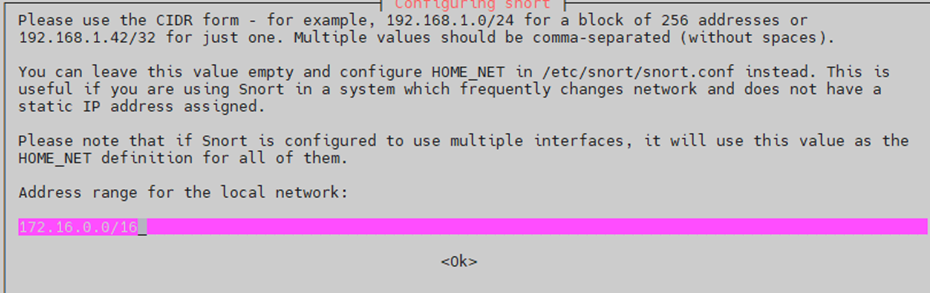 Configuring snort
Please use the CIDR form - for example, 192.168.1.0/24 for a block of 256 addresses or
192.168.1.42/32 for just one. Multiple values should be comma-separated (without spaces).
You can leave this value empty and configure HOME_NET in /etc/snort/snort.conf instead. This is
useful if you are using Snort in a system which frequently changes network and does not have a
static IP address assigned.
Please note that if Snort is configured to use multiple interfaces, it will use this value as the
HOME_NET definition for all of them.
Address range for the local network:
172.16.0.0/16
<Ok>